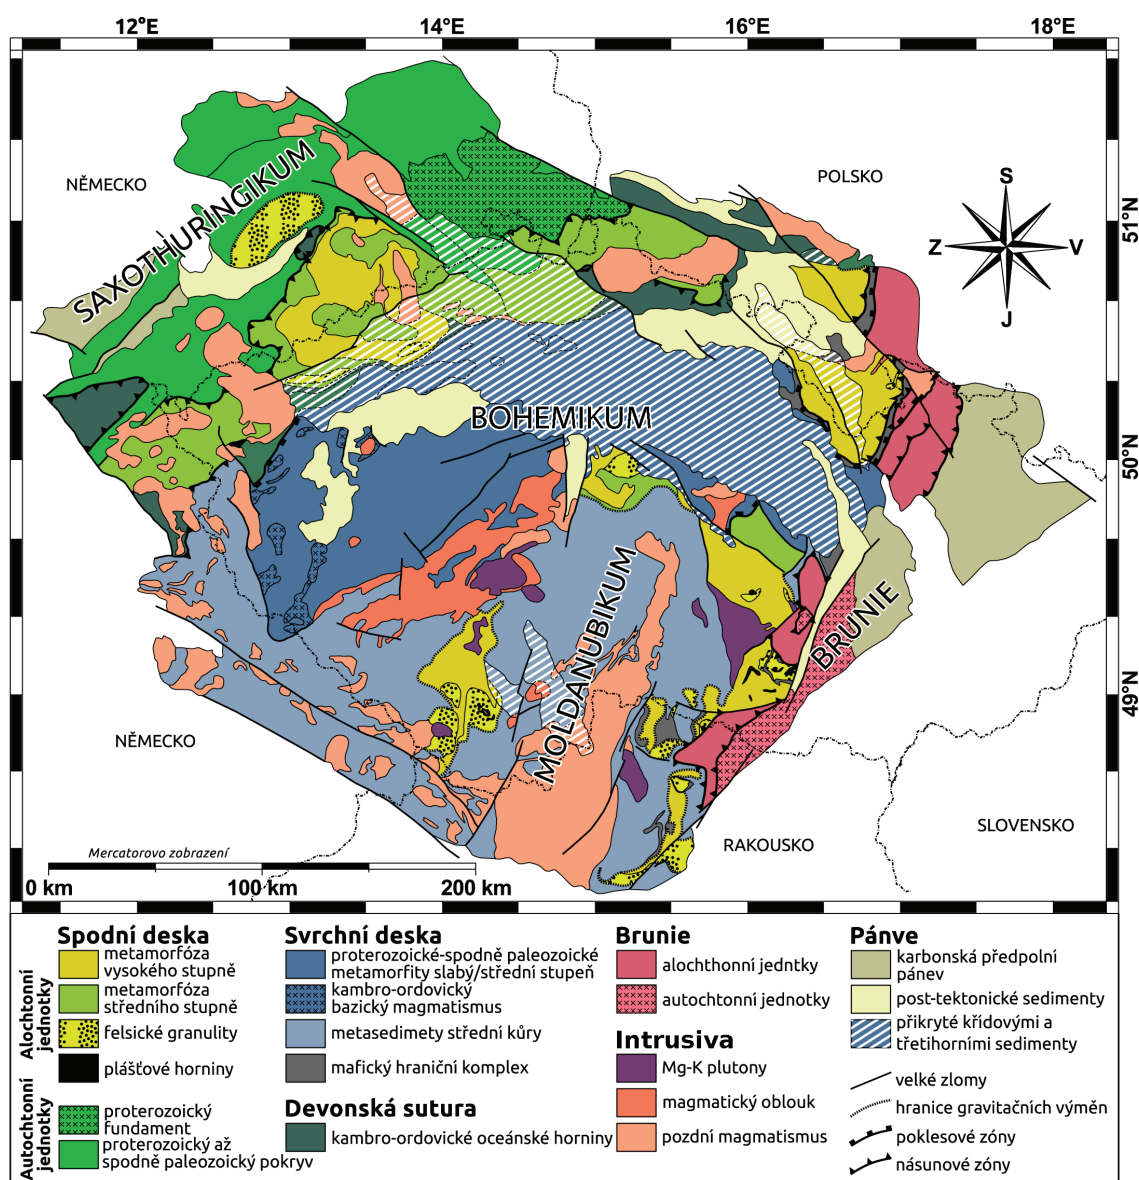 12°E 14°E 16°E 18°E
NĚMECKO
SAXOTHURINGIKUM
POLSKO
S
Z V
J
51°N
BOHEMIKUM
50°N
MOLDANUBIKUM
BRUNIE
49°N
NĚMECKO
RAKOUSKO
SLOVENSKO
Mercatorovo zobrazení
0 km 100 km 200 km
Alochtonní
jednotky
Spodní deska
metamorfóza
vysokého stupně
metamorfóza
středního stupně
felsické granulity
plášťové horniny
Autochtonní
jednotky
proterozoický
fundament
proterozoický až
spodně paleozoický pokryv
Svrchní deska
proterozoické-spodně paleozoické
metamorfity slabý/střední stupeň
kambro-ordovický
bazický magmatismus
metasedimety střední kůry
mafický hraniční komplex
Devonská sutura
kambro-ordovické oceánské horniny
Brunie
alochthonní jedntky
autochtonní jednotky
Intrusiva
Mg-K plutony
magmatický oblouk
pozdní magmatismus
Pánve
karbonská předpolní
pánev
post-tektonické sedimenty
přikryté křídovými a
třetihorními sedimenty
velké zlomy
hranice gravitačních výměn
poklesové zóny
násunové zóny